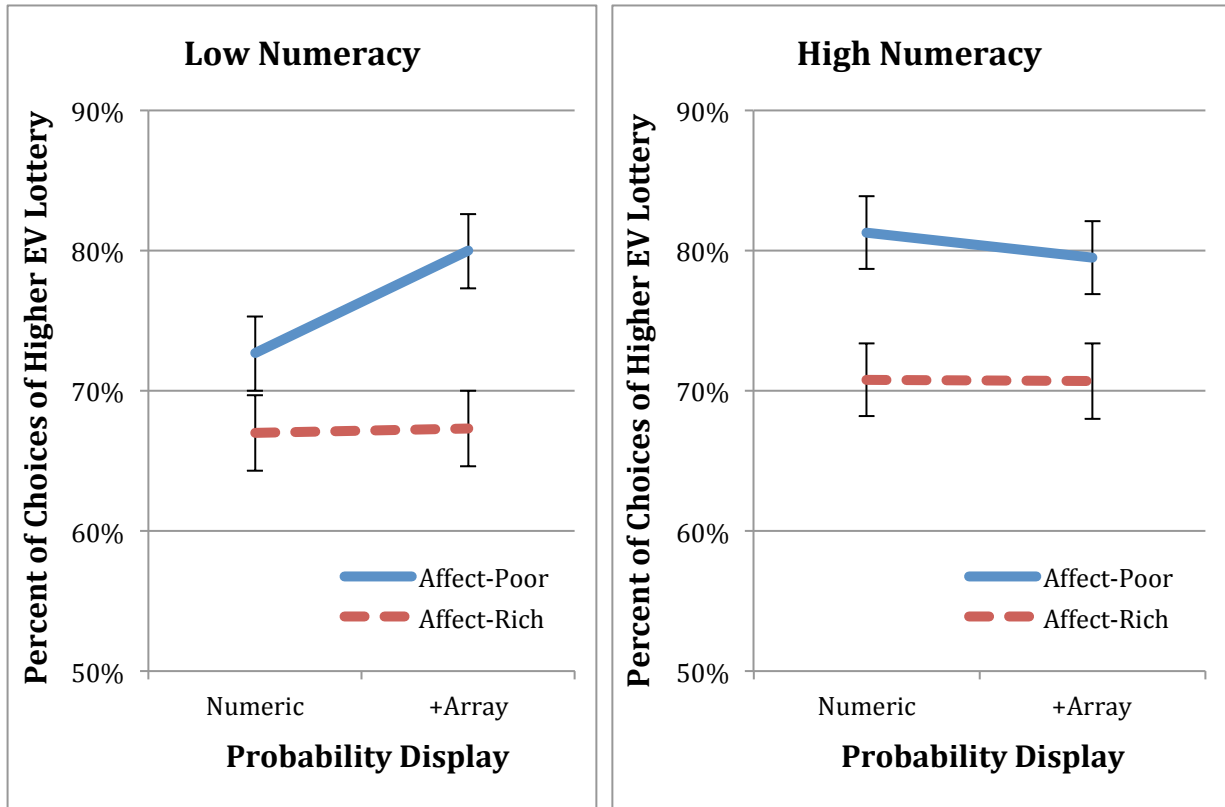 Low Numeracy
Percent of Choices of Higher EV Lottery
90%
80%
70%
60%
50%
Affect-Poor
Affect-Rich
Numeric
+Array
Probability Display
High Numeracy
Percent of Choices of Higher EV Lottery
90%
80%
70%
60%
50%
Affect-Poor
Affect-Rich
Numeric
+Array
Probability Display